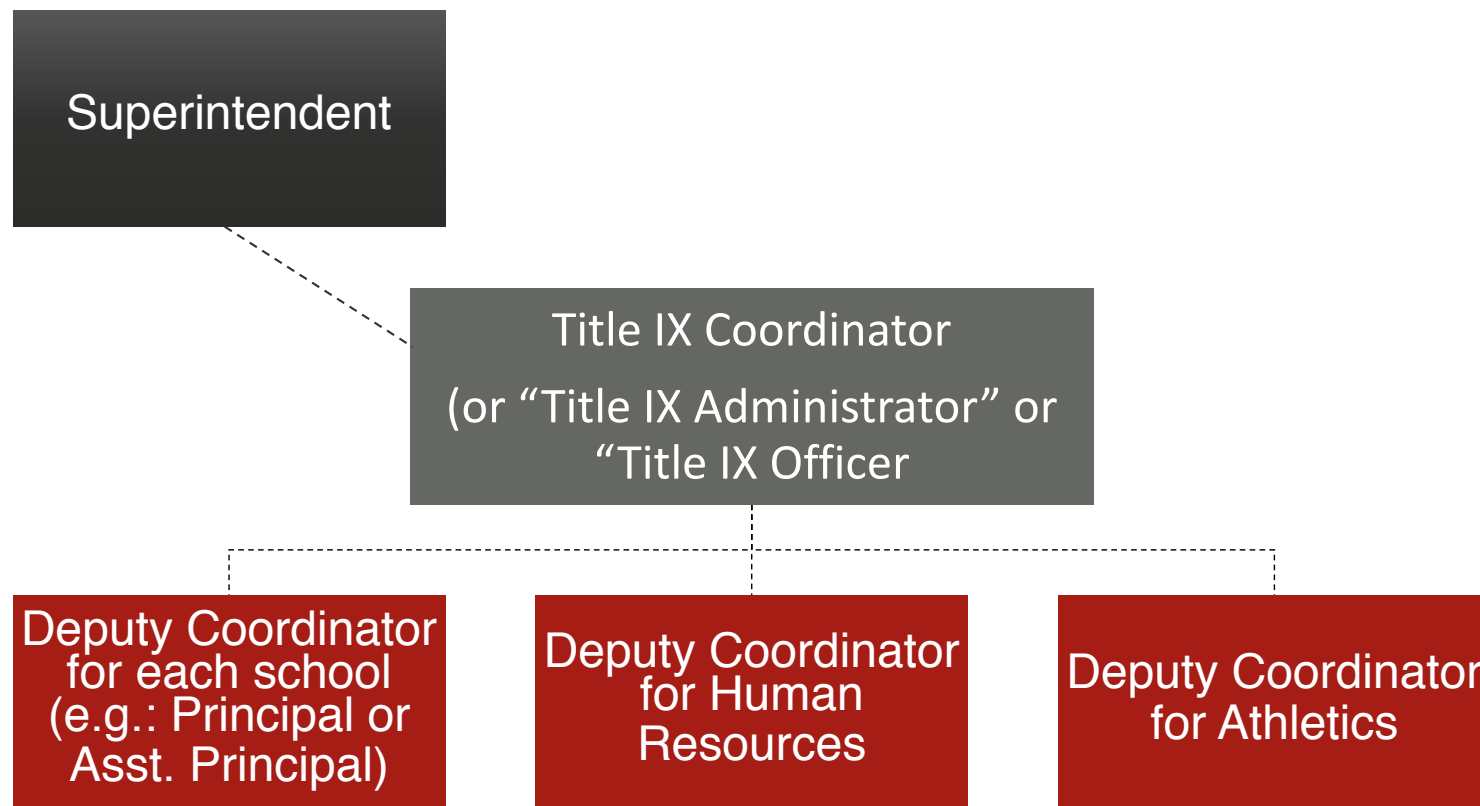 Superintendent
Title IX Coordinator
(or “Title IX Administrator” or
“Title IX Officer
Deputy Coordinator
for each school
(e.g.: Principal or
Asst. Principal)
Deputy Coordinator
for Human
Resources
Deputy Coordinator
for Athletics